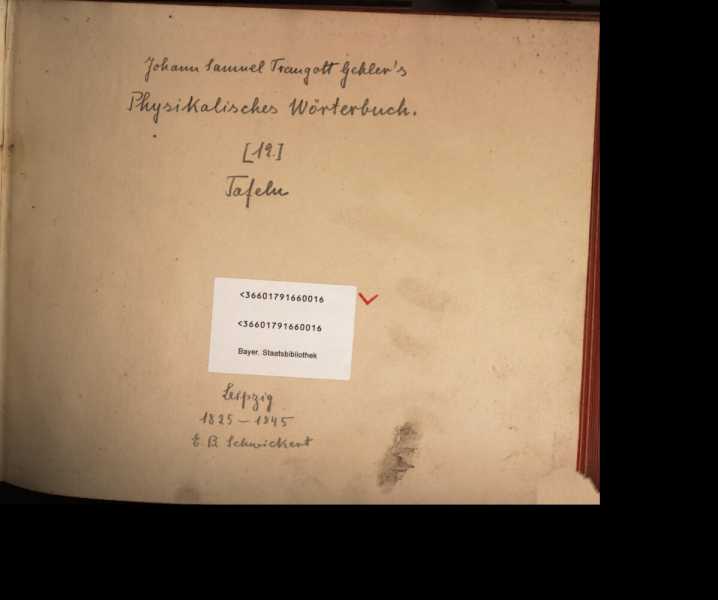 Johann Samuel Traugott Gehler's
Physikalisches Wörterbuch.
[12.]
Tafeln
<36601791660016
<36601791660016
Bayer. Staatsbibliothek
Leipzig
1825 – 1845
E. B. Schwickert